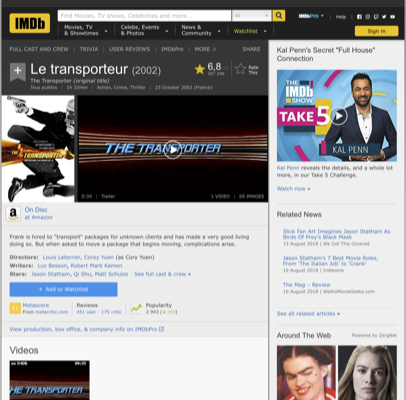 IMDb
Find Movies, TV shows, Celebrities and more...
All
IMDbPro
Help
Movies, TV
& Showtimes
Celebs, Events
& Photos
News &
Community
Watchlist
Sign in
FULL CAST AND CREW | TRIVIA | USER REVIEWS | IMDbPro | MORE
SHARE
Le transporteur (2002)
The Transporter (original title)
Tous publics | 1h 32min | Action, Crime, Thriller | 23 October 2002 (France)
6,8
Rate
This
THE TRANSPORTER
0:35 | Trailer
1 VIDEO | 69 IMAGES
On Disc
at Amazon
Frank is hired to "transport" packages for unknown clients and has made a very good living
doing so. But when asked to move a package that begins moving, complications arise.
Directors: Louis Leterrier, Corey Yuen (as Cory Yuen)
Writers: Luc Besson, Robert Mark Kamen
Stars: Jason Statham, Qi Shu, Matt Schulze | See full cast & crew »
+ Add to Watchlist
Metascore
From metacritic.com
Reviews
451 user | 175 critic
Popularity
2 963
View production, box office, & company info on IMDbPro
Videos
THE TRANSPORTER
Kal Penn's Secret "Full House"
Connection
THE IMDb SHOW
TAKE 5
KAL PENN
Kal Penn reveals the details, and a whole lot
more, in our Take 5 Challenge.
Watch now »
Related News
Slick Fan Art Imagines Jason Statham As
Sinds Of Prey's Black Mask
13 August 2018 | We Got This Covered
Jason Statham's 7 Best Movie Roles,
From 'The Italian Job' to 'Crank'
10 August 2018 | Indiewire
The Meg – Review
10 August 2018 | WeAreMovieGeeks.com
See all related articles »
Around The Web
Powered by ZergNet